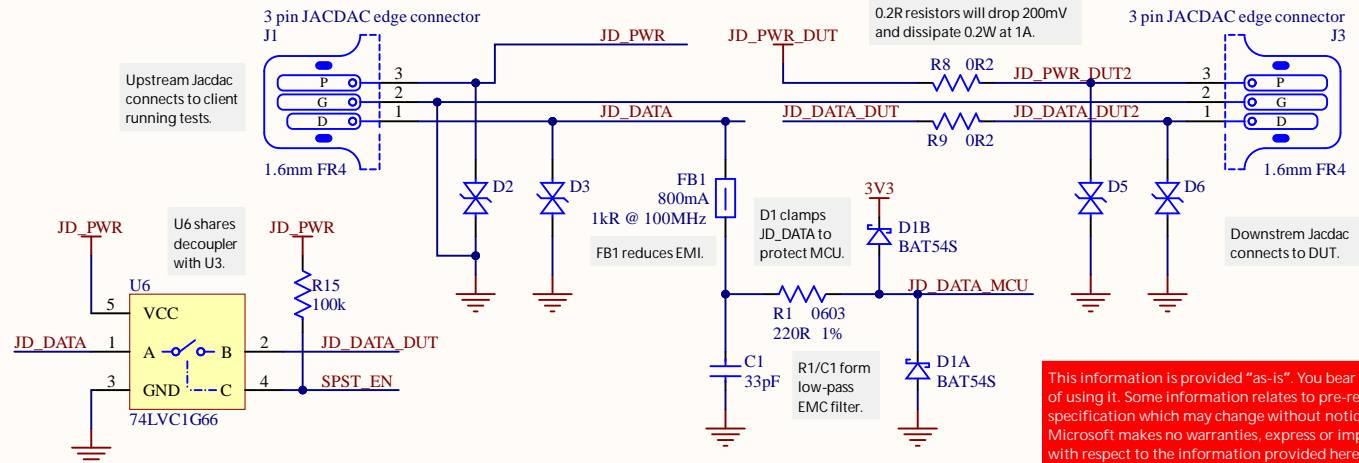 3 pin JACDAC edge connector
J1
P
G
D
3
2
1
1.6mm FR4
Upstream Jacdac
connects to client
running tests.
JD_PWR
JD_DATA
D2
D3
FB1
800mA
1kR @ 100MHz
FB1 reduces EMI.
C1
33pF
R1 0603
220R 1%
R1/C1 form
low-pass
EMC filter.
D1 clamps
JD_DATA to
protect MCU.
3V3
D1B
BAT54S
JD_DATA_MCU
D1A
BAT54S
0.2R resistors will drop 200mV
and dissipate 0.2W at 1A.
JD_PWR_DUT
R8 0R2
JD_PWR_DUT2
JD_DATA_DUT
R9 0R2
JD_DATA_DUT2
D5
D6
3 pin JACDAC edge connector
J3
3
2
1
P
G
D
1.6mm FR4
Downstrem Jacdac
connects to DUT.
JD_PWR
U6 shares
decoupler
with U3.
JD_PWR
R15
100k
U6
5
VCC
JD_DATA
1
A
B
2
JD_DATA_DUT
3
GND
C
4
SPST_EN
74LVC1G66
This information is provided "as-is". You bear
of using it. Some information relates to pre-re
specification which may change without notic
Microsoft makes no warranties, express or imp
with respect to the information provided here